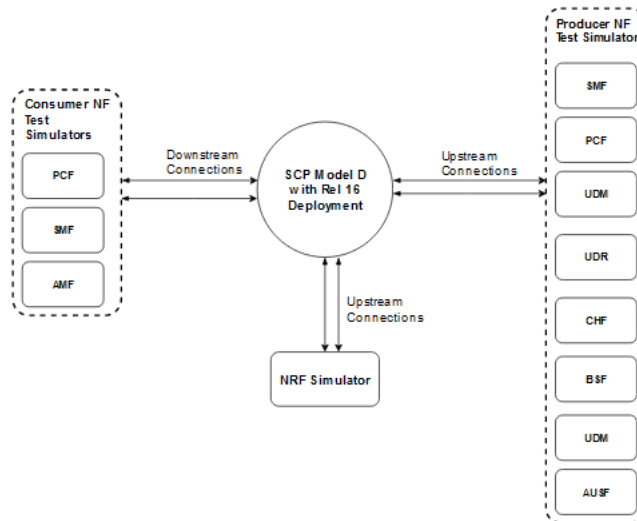 Consumer NF
Test
Simulators
PCF
SMF
AMF
Downstream
Connections
SCP Model D
with Rel 16
Deployment
Upstream
Connections
Upstream
Connections
NRF Simulator
Producer NF
Test Simulator
SMF
PCF
UDM
UDR
CHF
BSF
UDM
AUSF